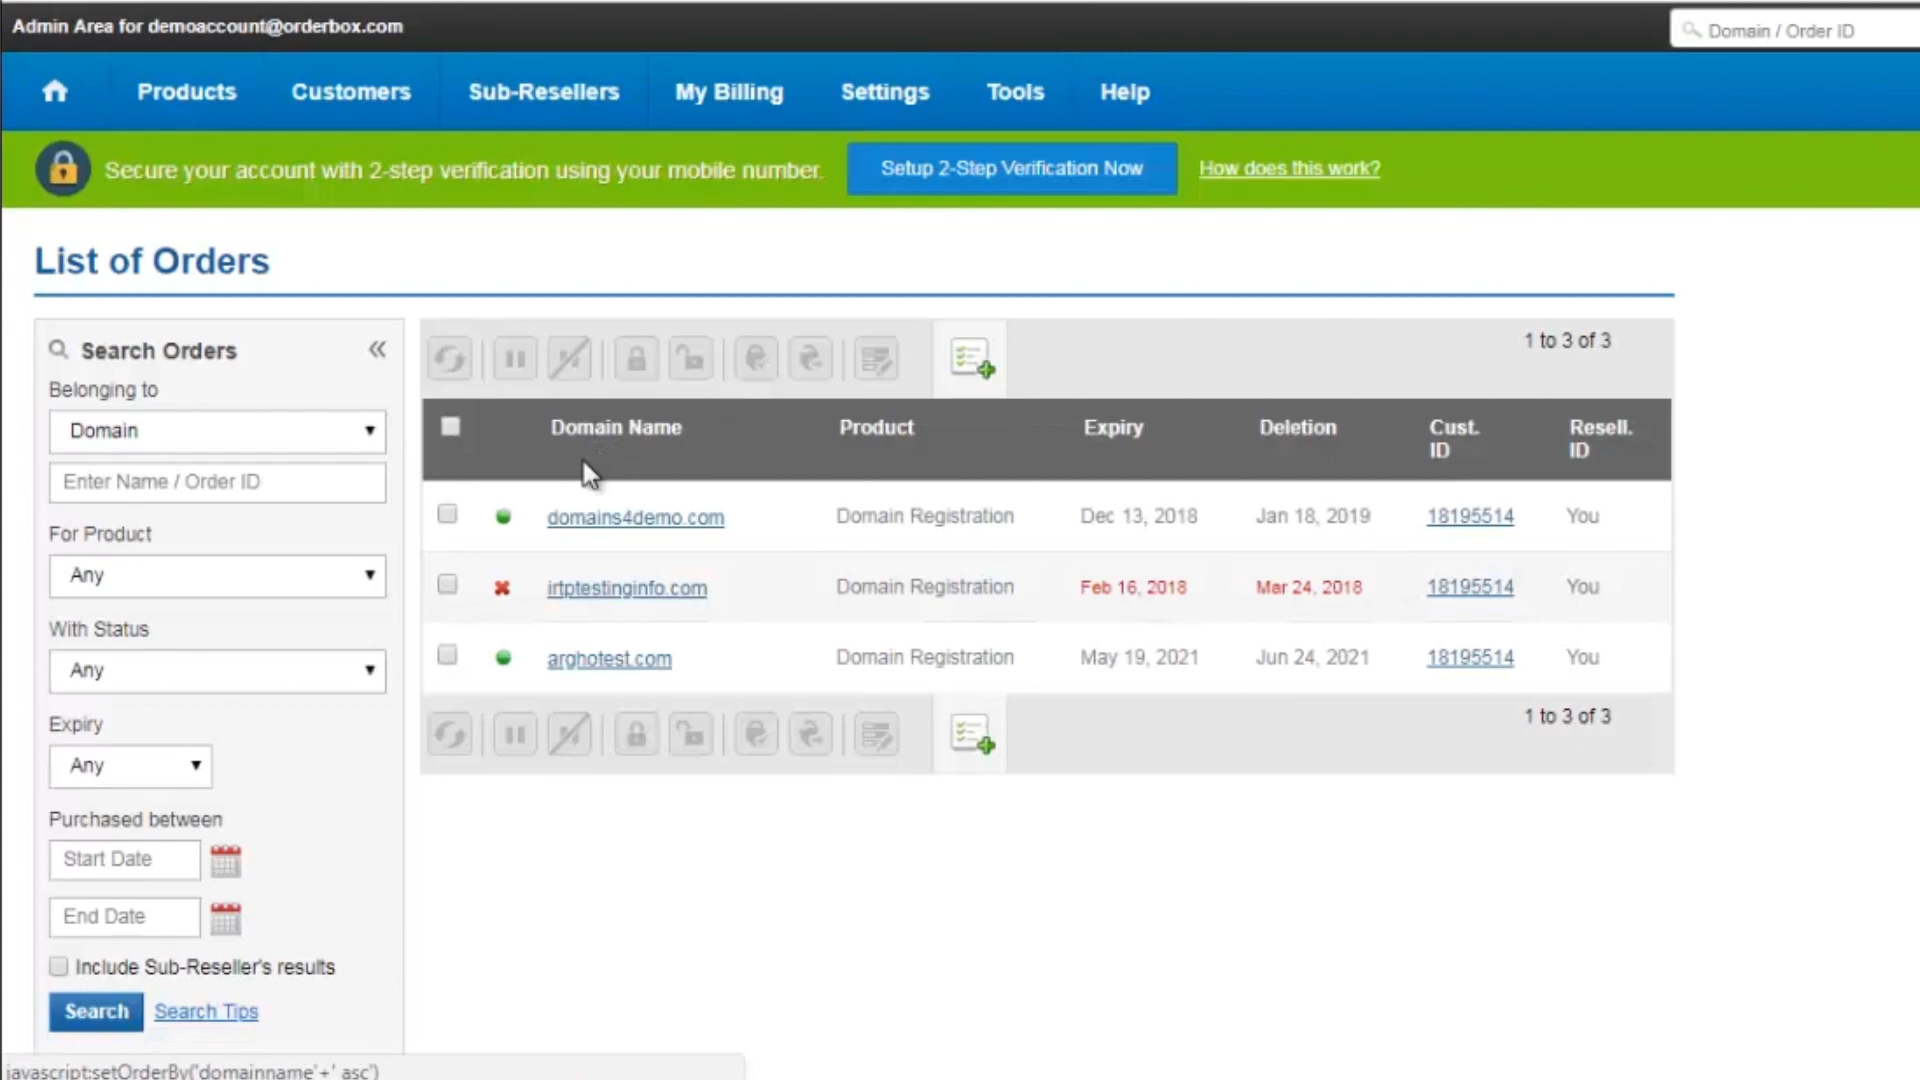 Admin Area for demoaccount@orderbox.com
Domain / Order ID
Products Customers Sub-Resellers My Billing Settings Tools Help
Secure your account with 2-step verification using your mobile number. Setup 2-Step Verification Now How does this work?
List of Orders
Search Orders
Belonging to
Domain
Enter Name / Order ID
For Product
Any
With Status
Any
Expiry
Any
Purchased between
Start Date
End Date
Include Sub-Reseller's results
Search Search Tips
1 to 3 of 3
Domain Name Product Expiry Deletion Cust. ID Resell. ID
domains4demo.com Domain Registration Dec 13, 2018 Jan 18, 2019 18195514 You
irtptestinginfo.com Domain Registration Feb 16, 2018 Mar 24, 2018 18195514 You
arghotest.com Domain Registration May 19, 2021 Jun 24, 2021 18195514 You
1 to 3 of 3
javascript:setOrderBy('domainname'+' asc')